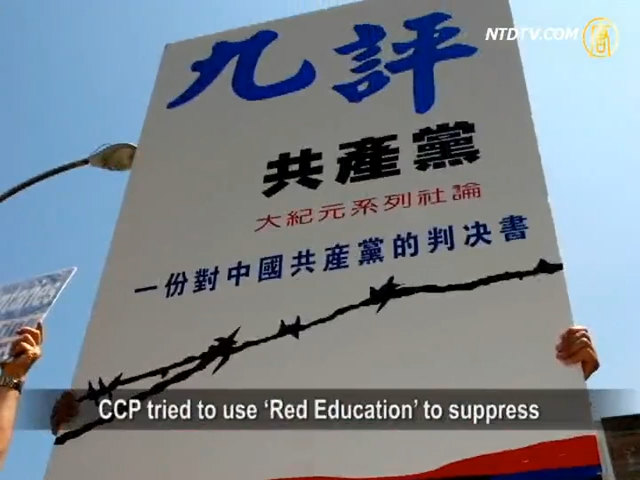 NTDTV.COM
九評
共產黨
大紀元系列社論
一份對中國共產黨的判决書
CCP tried to use ‘Red Education’ to suppress